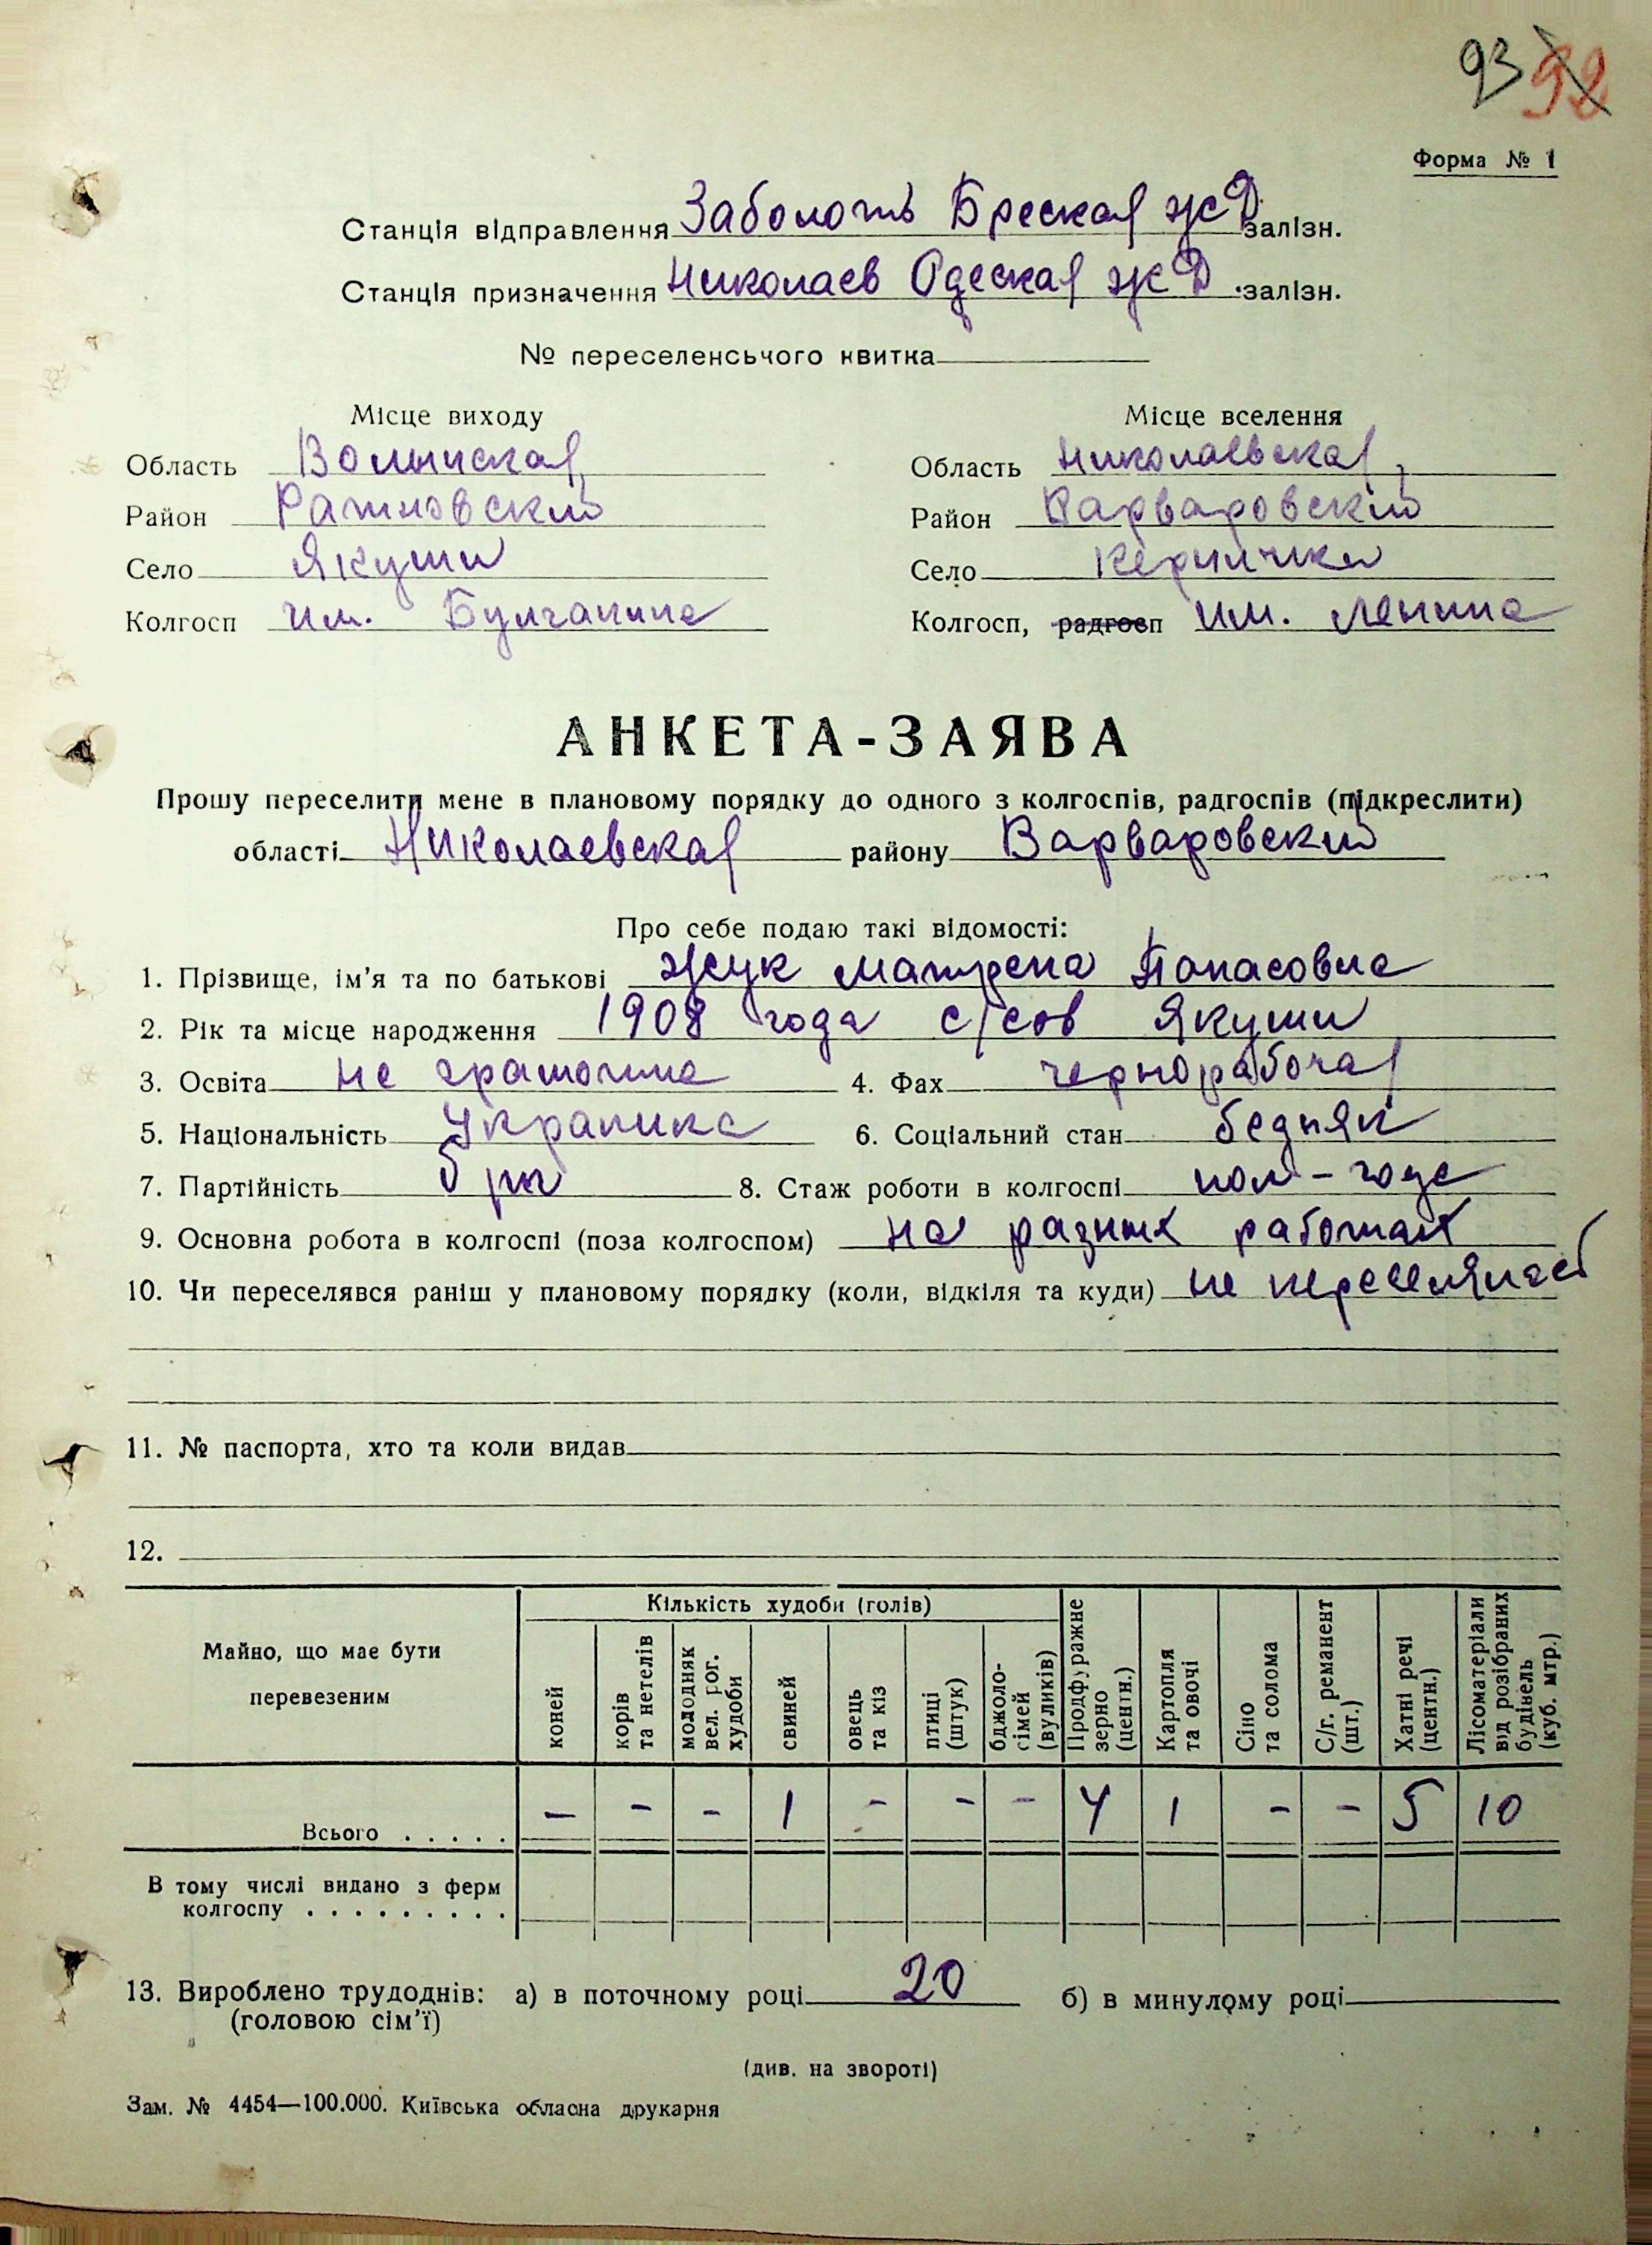 93 92
Форма № 1
Станція відправлення Заболоть Бреская ж Д залізн.
Станція призначення Николаев Одеская ж Д залізн.
№ переселенсьчого квитка
Місце виходу Місце вселення
Область Волынская Область Николаевская
Район Ратновский Район Варваровский
Село Якуши Село Керничка
Колгосп им. Булганина Колгосп, радгосп им. Ленина
АНКЕТА-ЗАЯВА
Прошу переселити мене в плановому порядку до одного з колгоспів, радгоспів (підкреслити)
області Николаевская району Варваровский
Про себе подаю такі відомості:
1. Прізвище, ім’я та по батькові Жук Матрена Панасовна
2. Рік та місце народження 1908 года с/сов Якуши
3. Освіта не грамотна 4. Фах чернорабочая
5. Національність Украинка 6. Соціальний стан бедняк
7. Партійність б/п 8. Стаж роботи в колгоспі пол-года
9. Основна робота в колгоспі (поза колгоспом) на разных работах
10. Чи переселявся раніш у плановому порядку (коли, відкіля та куди) не переселялась
11. № паспорта, хто та коли видав
12.
Майно, що має бути перевезеним
Кількість худоби (голів)
коней
корів та нетелів
молодняк вел. рог. худоби
свиней
овець та кіз
птиці (штук)
бджоло-сімей (вуликів)
Продфуражне зерно (центн.)
Картопля та овочі
Сіно та солома
С/г. реманент (шт.)
Хатні речі (центн.)
Лісоматеріали від розібраних будівель (куб. мтр.)
Всього . . . . . – – – 1 – – – 4 1 – – 5 10
В тому числі видано з ферм
колгоспу . . . . . . . . .
13. Вироблено трудоднів: а) в поточному році 20 б) в минулому році
(головою сім’ї)
(див. на звороті)
Зам. № 4454—100.000. Київська обласна друкарня